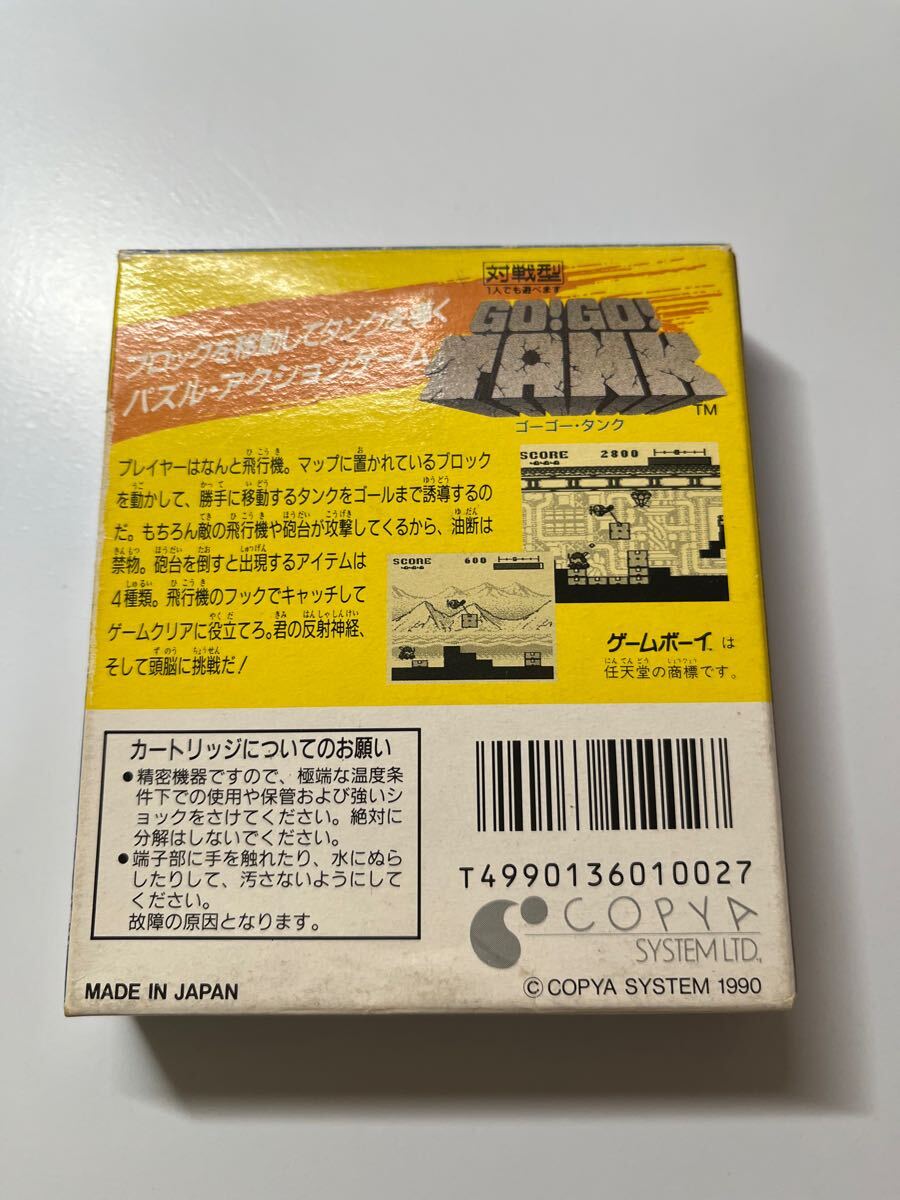 対戦型
1人でも遊べます
GO!GO!
TANK
TM
ゴーゴー・タンク
ブロックを移動してタンクを導く
パズル・アクションゲーム
プレイヤーはなんと飛行機。マップに置かれているブロック
を動かして、勝手に移動するタンクをゴールまで誘導するの
だ。もちろん敵の飛行機や砲台が攻撃してくるから、油断は
禁物。砲台を倒すと出現するアイテムは
4種類。飛行機のフックでキャッチして
ゲームクリアに役立てろ。君の反射神経、
そして頭脳に挑戦だ!
SCORE 2800
SCORE 600
ゲームボーイは
任天堂の商標です。
カートリッジについてのお願い
●精密機器ですので、極端な温度条
件下での使用や保管および強いショ
ックをさけてください。絶対に
分解はしないでください。
●端子部に手を触れたり、水にぬら
したりして、汚さないようにして
ください。
故障の原因となります。
T4990136010027
COPYA
SYSTEM LTD.,
MADE IN JAPAN
© COPYA SYSTEM 1990